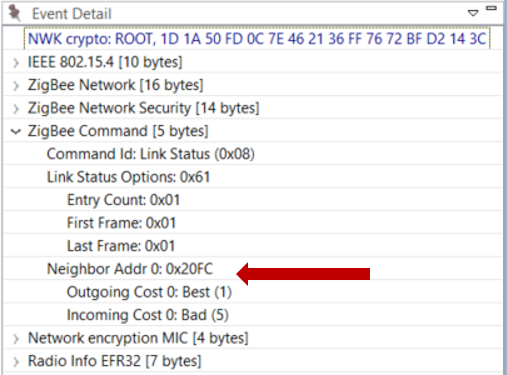 Event Detail
NWK crypto: ROOT, 1D 1A 50 FD 0C 7E 46 21 36 FF 76 72 BF D2 14 3C
IEEE 802.15.4 [10 bytes]
ZigBee Network [16 bytes]
ZigBee Network Security [14 bytes]
ZigBee Command [5 bytes]
Command Id: Link Status (0x08)
Link Status Options: 0x61
Entry Count: 0x01
First Frame: 0x01
Last Frame: 0x01
Neighbor Addr 0: 0x20FC
Outgoing Cost 0: Best (1)
Incoming Cost 0: Bad (5)
Network encryption MIC [4 bytes]
Radio Info EFR32 [7 bytes]